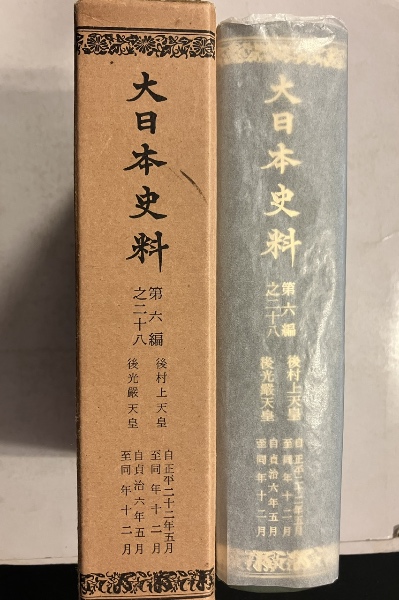 大日本史料
第六編
之二十八
後村上天皇
後光嚴天皇
自正平二十二年五月
至同年十二月
自貞治六年五月
至同年十二月
大日本史料
第六編
之二十八
後村上天皇
後光嚴天皇
自正平二十二年五月
至同年十二月
自貞治六年五月
至同年十二月